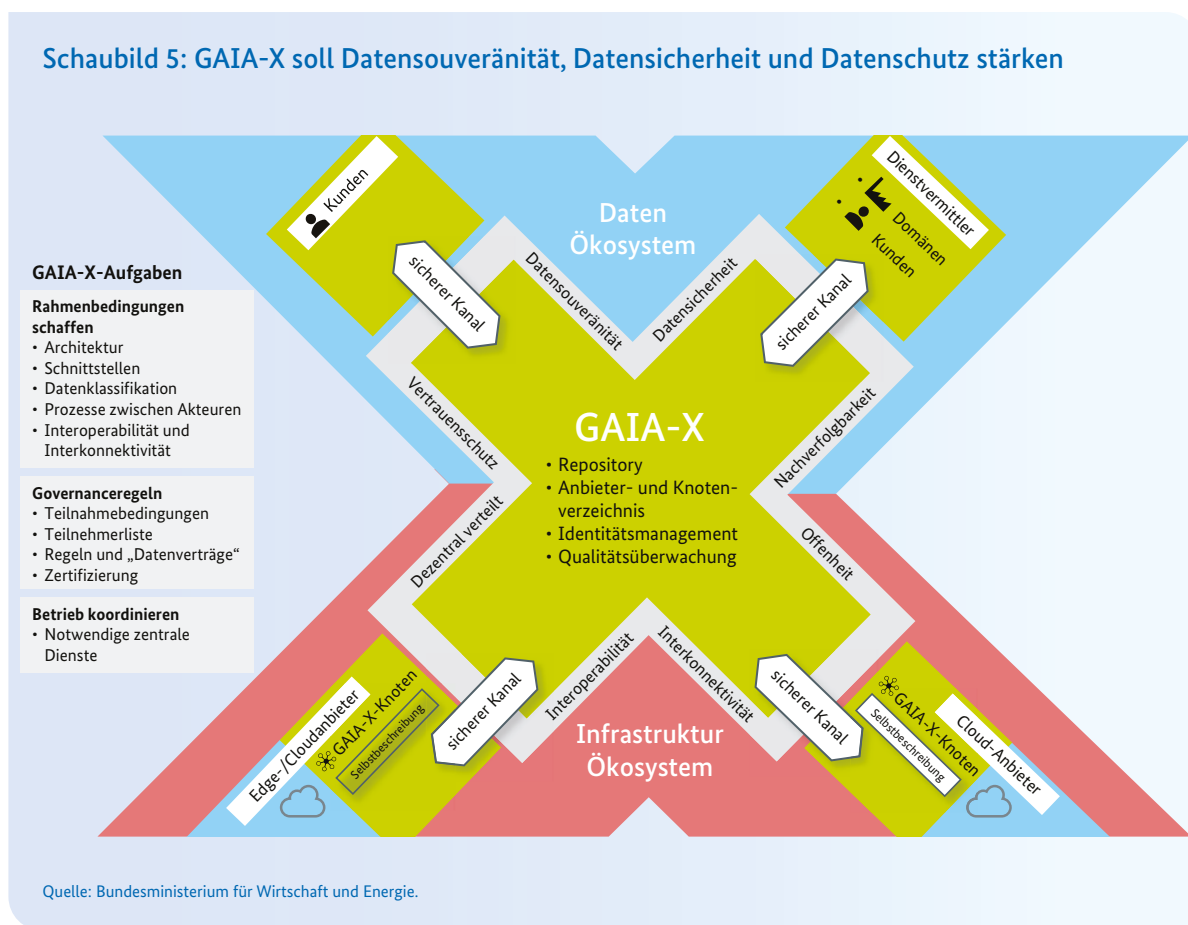 Schaubild 5: GAIA-X soll Datensouveränität, Datensicherheit und Datenschutz stärken
GAIA-X-Aufgaben
Rahmenbedingungen
schaffen
• Architektur
• Schnittstellen
• Datenklassifikation
• Prozesse zwischen Akteuren
• Interoperabilität und
Interkonnektivität
Governanceregeln
• Teilnahmebedingungen
• Teilnehmerliste
• Regeln und „Datenverträge“
• Zertifizierung
Betrieb koordinieren
• Notwendige zentrale
Dienste
Kunden
sicherer Kanal
Daten
Ökosystem
Dienstvermittler
Domänen
Kunden
sicherer Kanal
Datensouveränität
Datensicherheit
Vertrauensschutz
Nachverfolgbarkeit
GAIA-X
• Repository
• Anbieter- und Knoten-
verzeichnis
• Identitätsmanagement
• Qualitätsüberwachung
Dezentral verteilt
Offenheit
Interoperabilität
Interkonnektivität
sicherer Kanal
sicherer Kanal
Infrastruktur
Ökosystem
Edge-/Cloudanbieter
GAIA-X-Knoten
Selbstbeschreibung
GAIA-X-Knoten
Selbstbeschreibung
Cloud-Anbieter
Quelle: Bundesministerium für Wirtschaft und Energie.